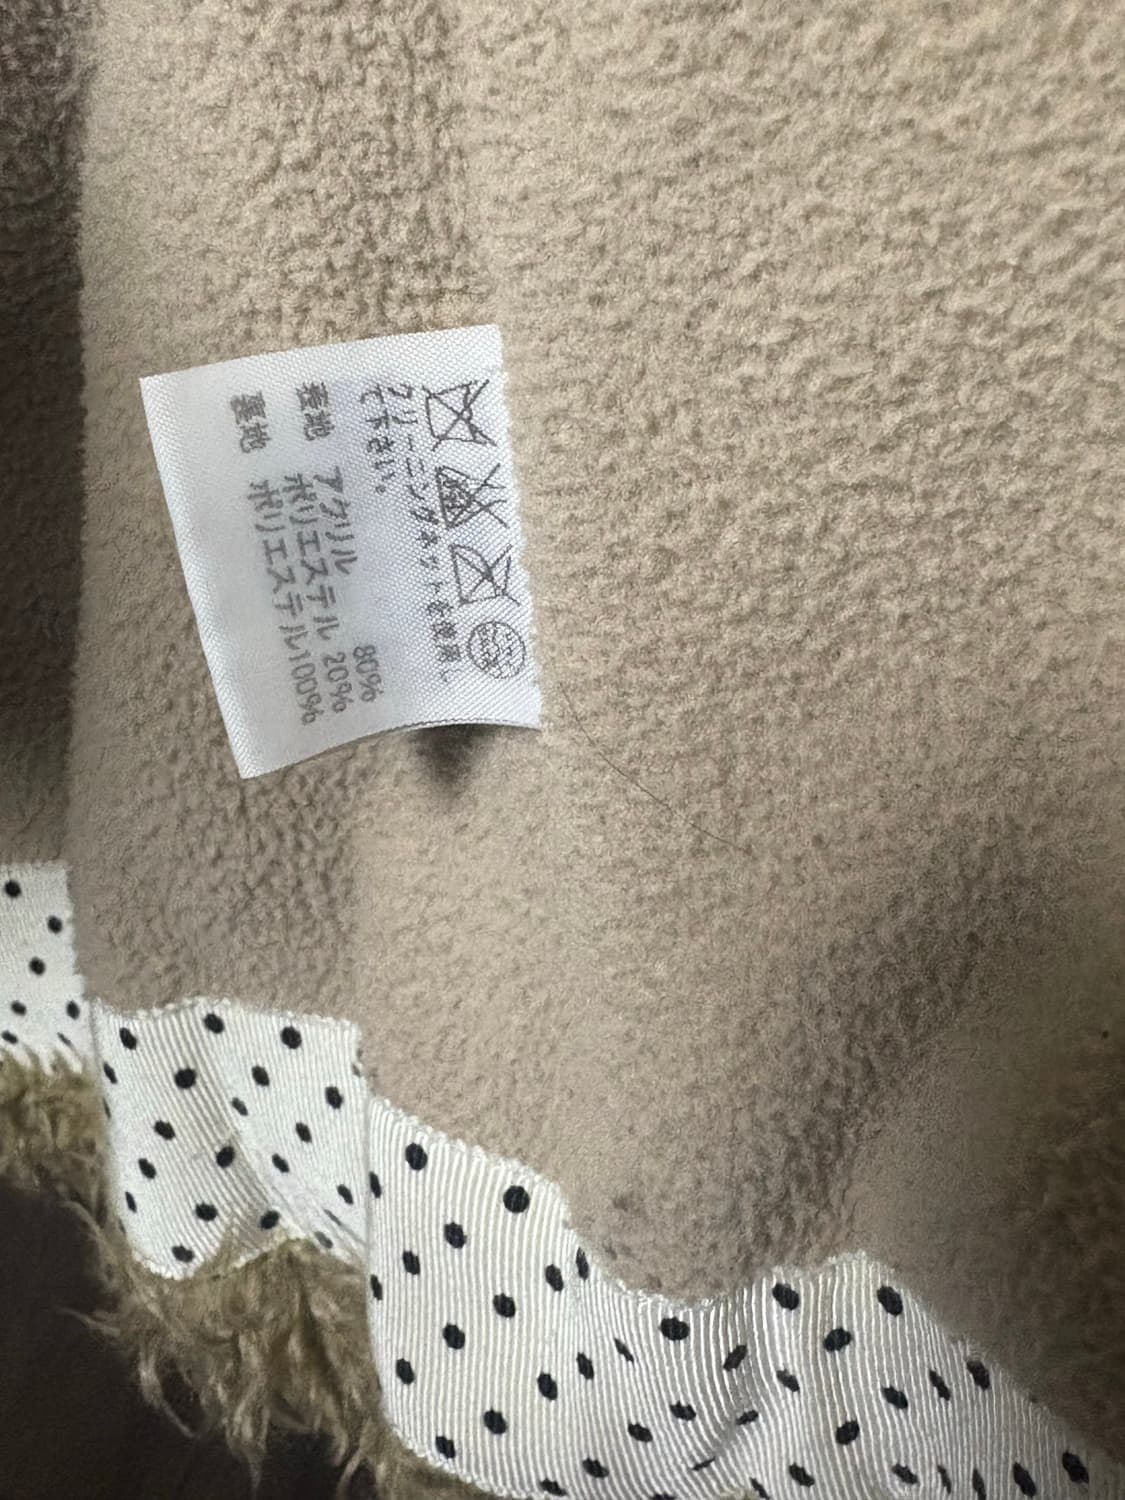 クリーニングネットを使用し
て下さい。
表地 アクリル 80%
ポリエステル 20%
裏地 ポリエステル100%